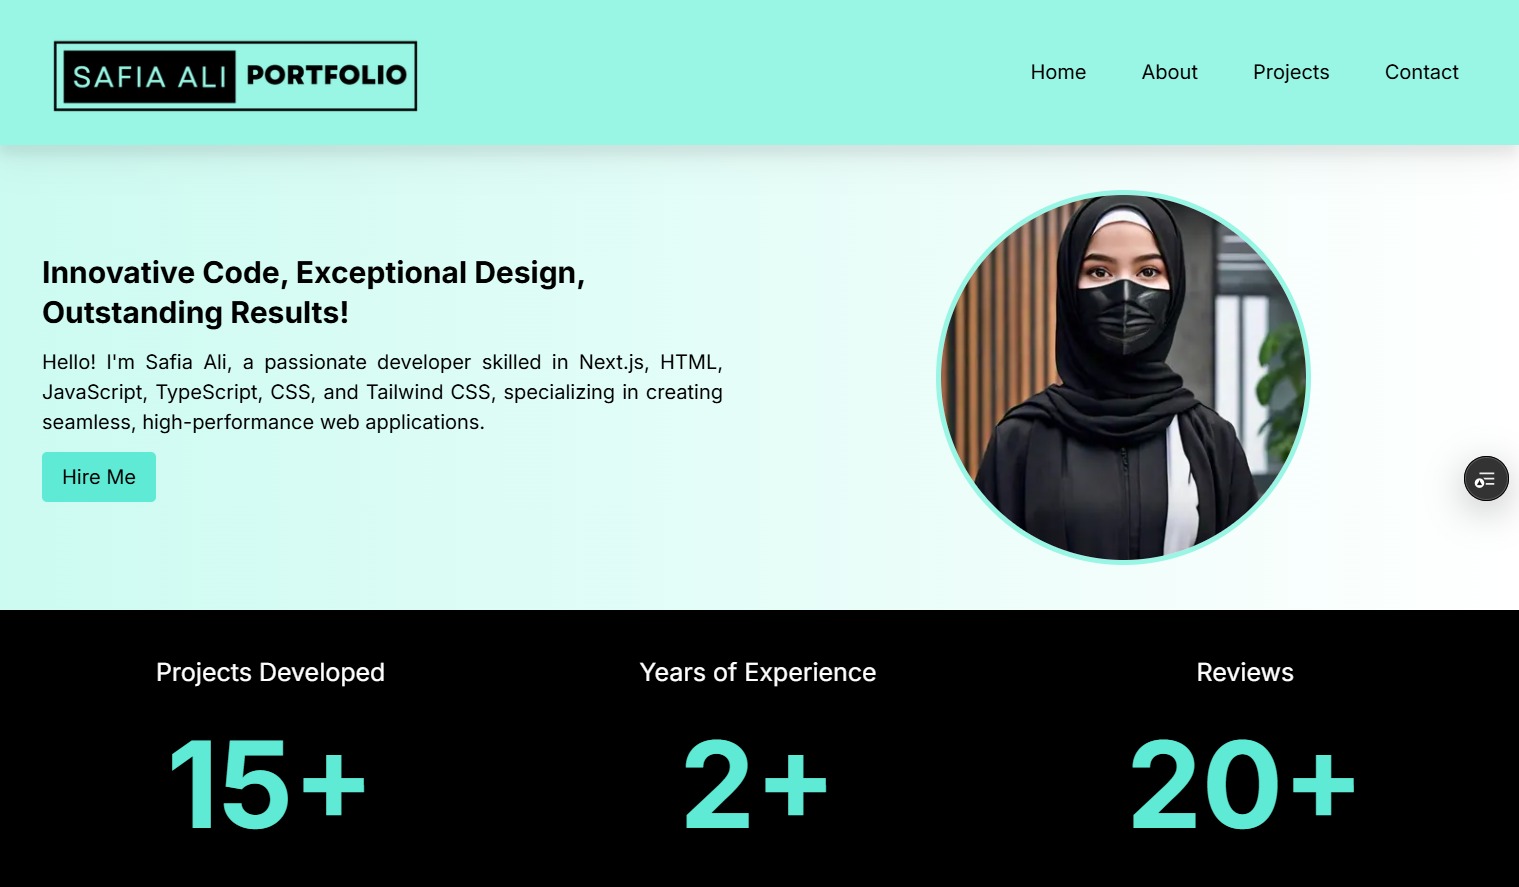 SAFIA ALI PORTFOLIO
Home About Projects Contact
Innovative Code, Exceptional Design,
Outstanding Results!
Hello! I'm Safia Ali, a passionate developer skilled in Next.js, HTML,
JavaScript, TypeScript, CSS, and Tailwind CSS, specializing in creating
seamless, high-performance web applications.
Hire Me
Projects Developed
15+
Years of Experience
2+
Reviews
20+